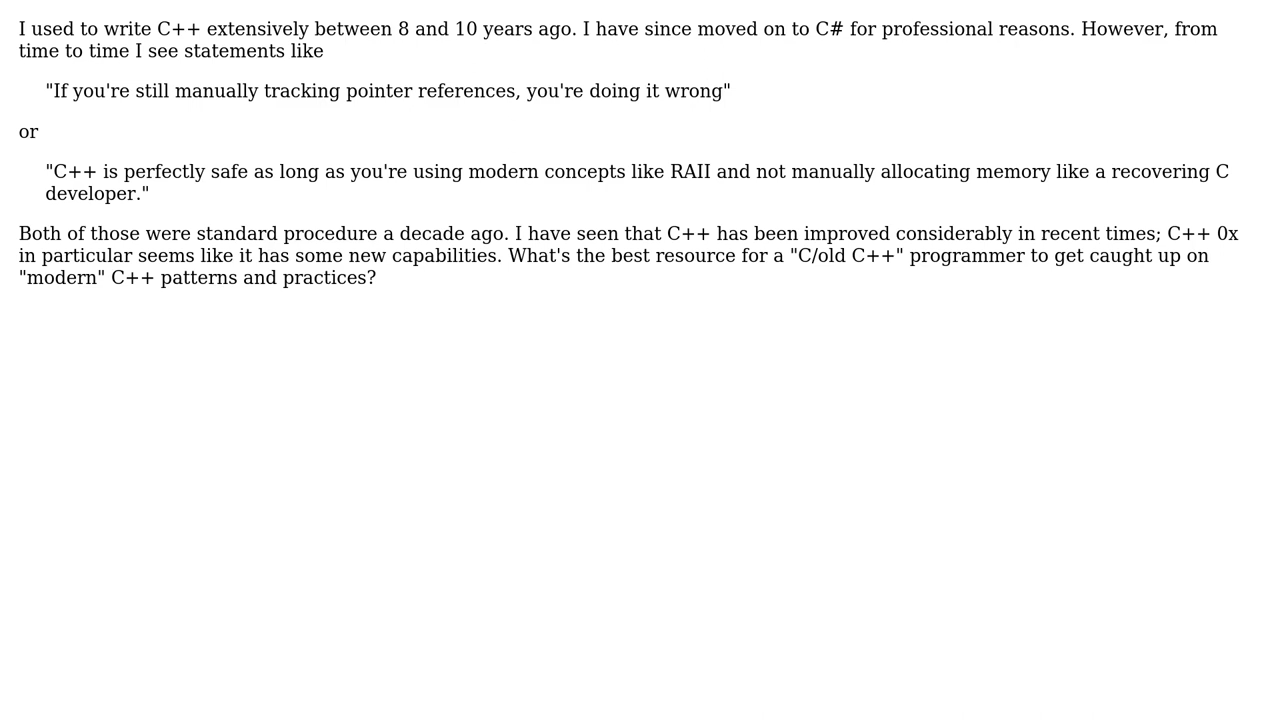 I used to write C++ extensively between 8 and 10 years ago. I have since moved on to C# for professional reasons. However, from
time to time I see statements like
"If you're still manually tracking pointer references, you're doing it wrong"
or
"C++ is perfectly safe as long as you're using modern concepts like RAII and not manually allocating memory like a recovering C
developer."
Both of those were standard procedure a decade ago. I have seen that C++ has been improved considerably in recent times; C++ 0x
in particular seems like it has some new capabilities. What's the best resource for a "C/old C++" programmer to get caught up on
"modern" C++ patterns and practices?